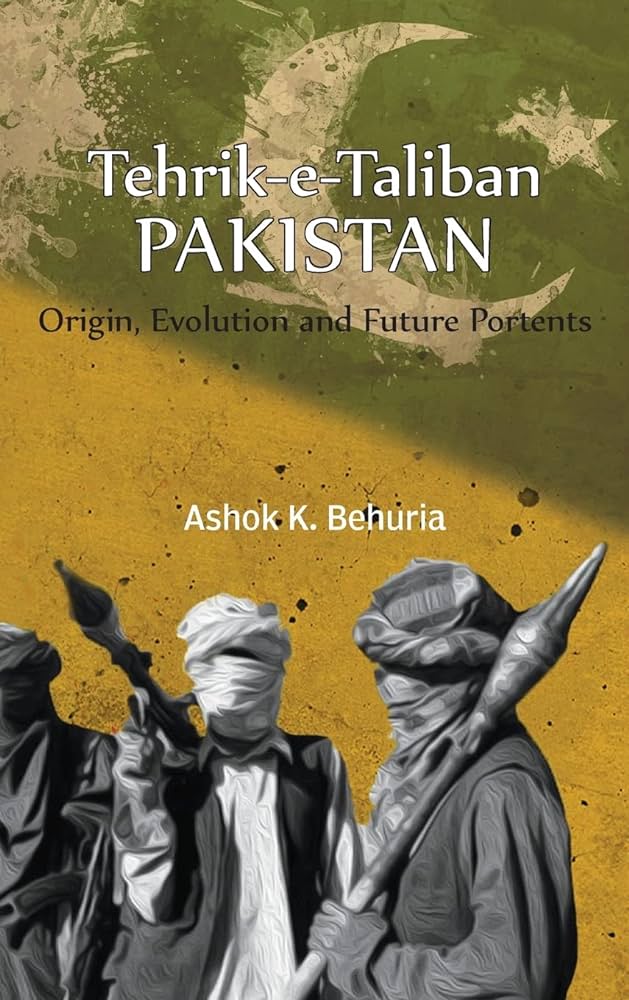 Tehrik-e-Taliban
PAKISTAN
Origin, Evolution and Future Portents
Ashok K. Behuria